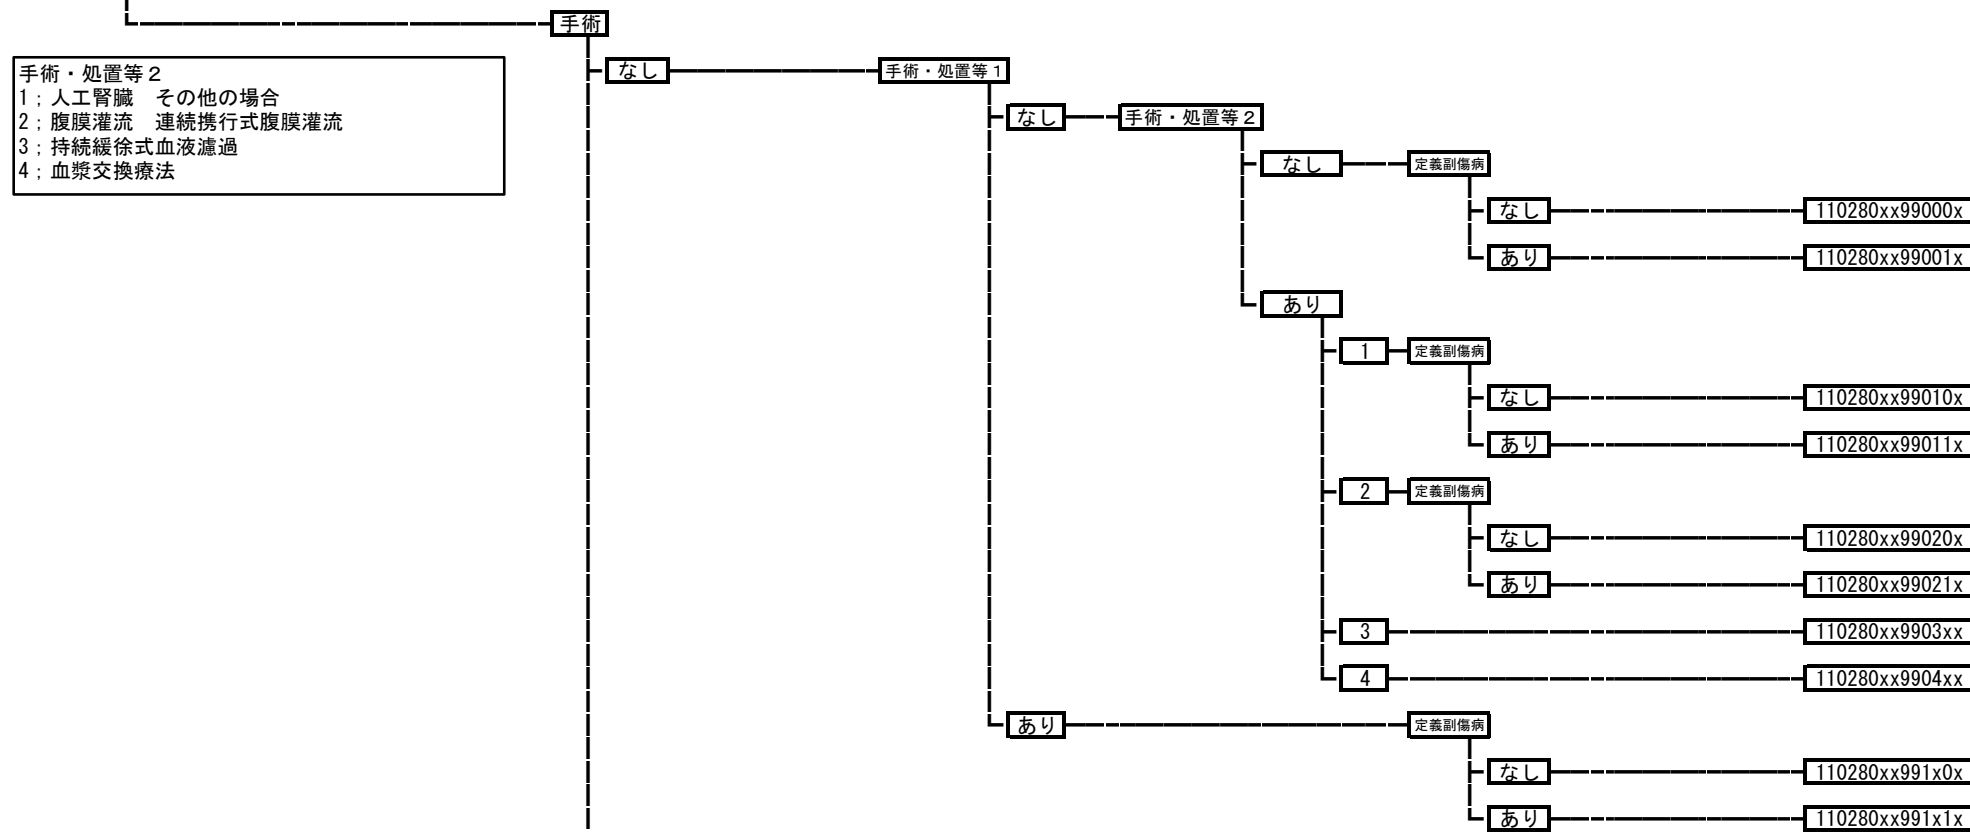 手術
手術・処置等２
1；人工腎臓　その他の場合
2；腹膜灌流　連続携行式腹膜灌流
3；持続緩徐式血液濾過
4；血漿交換療法
なし　手術・処置等１
なし　手術・処置等２
なし　定義副傷病
なし　110280xx99000x
あり　110280xx99001x
あり
1　定義副傷病
なし　110280xx99010x
あり　110280xx99011x
2　定義副傷病
なし　110280xx99020x
あり　110280xx99021x
3　110280xx9903xx
4　110280xx9904xx
あり　定義副傷病
なし　110280xx991x0x
あり　110280xx991x1x